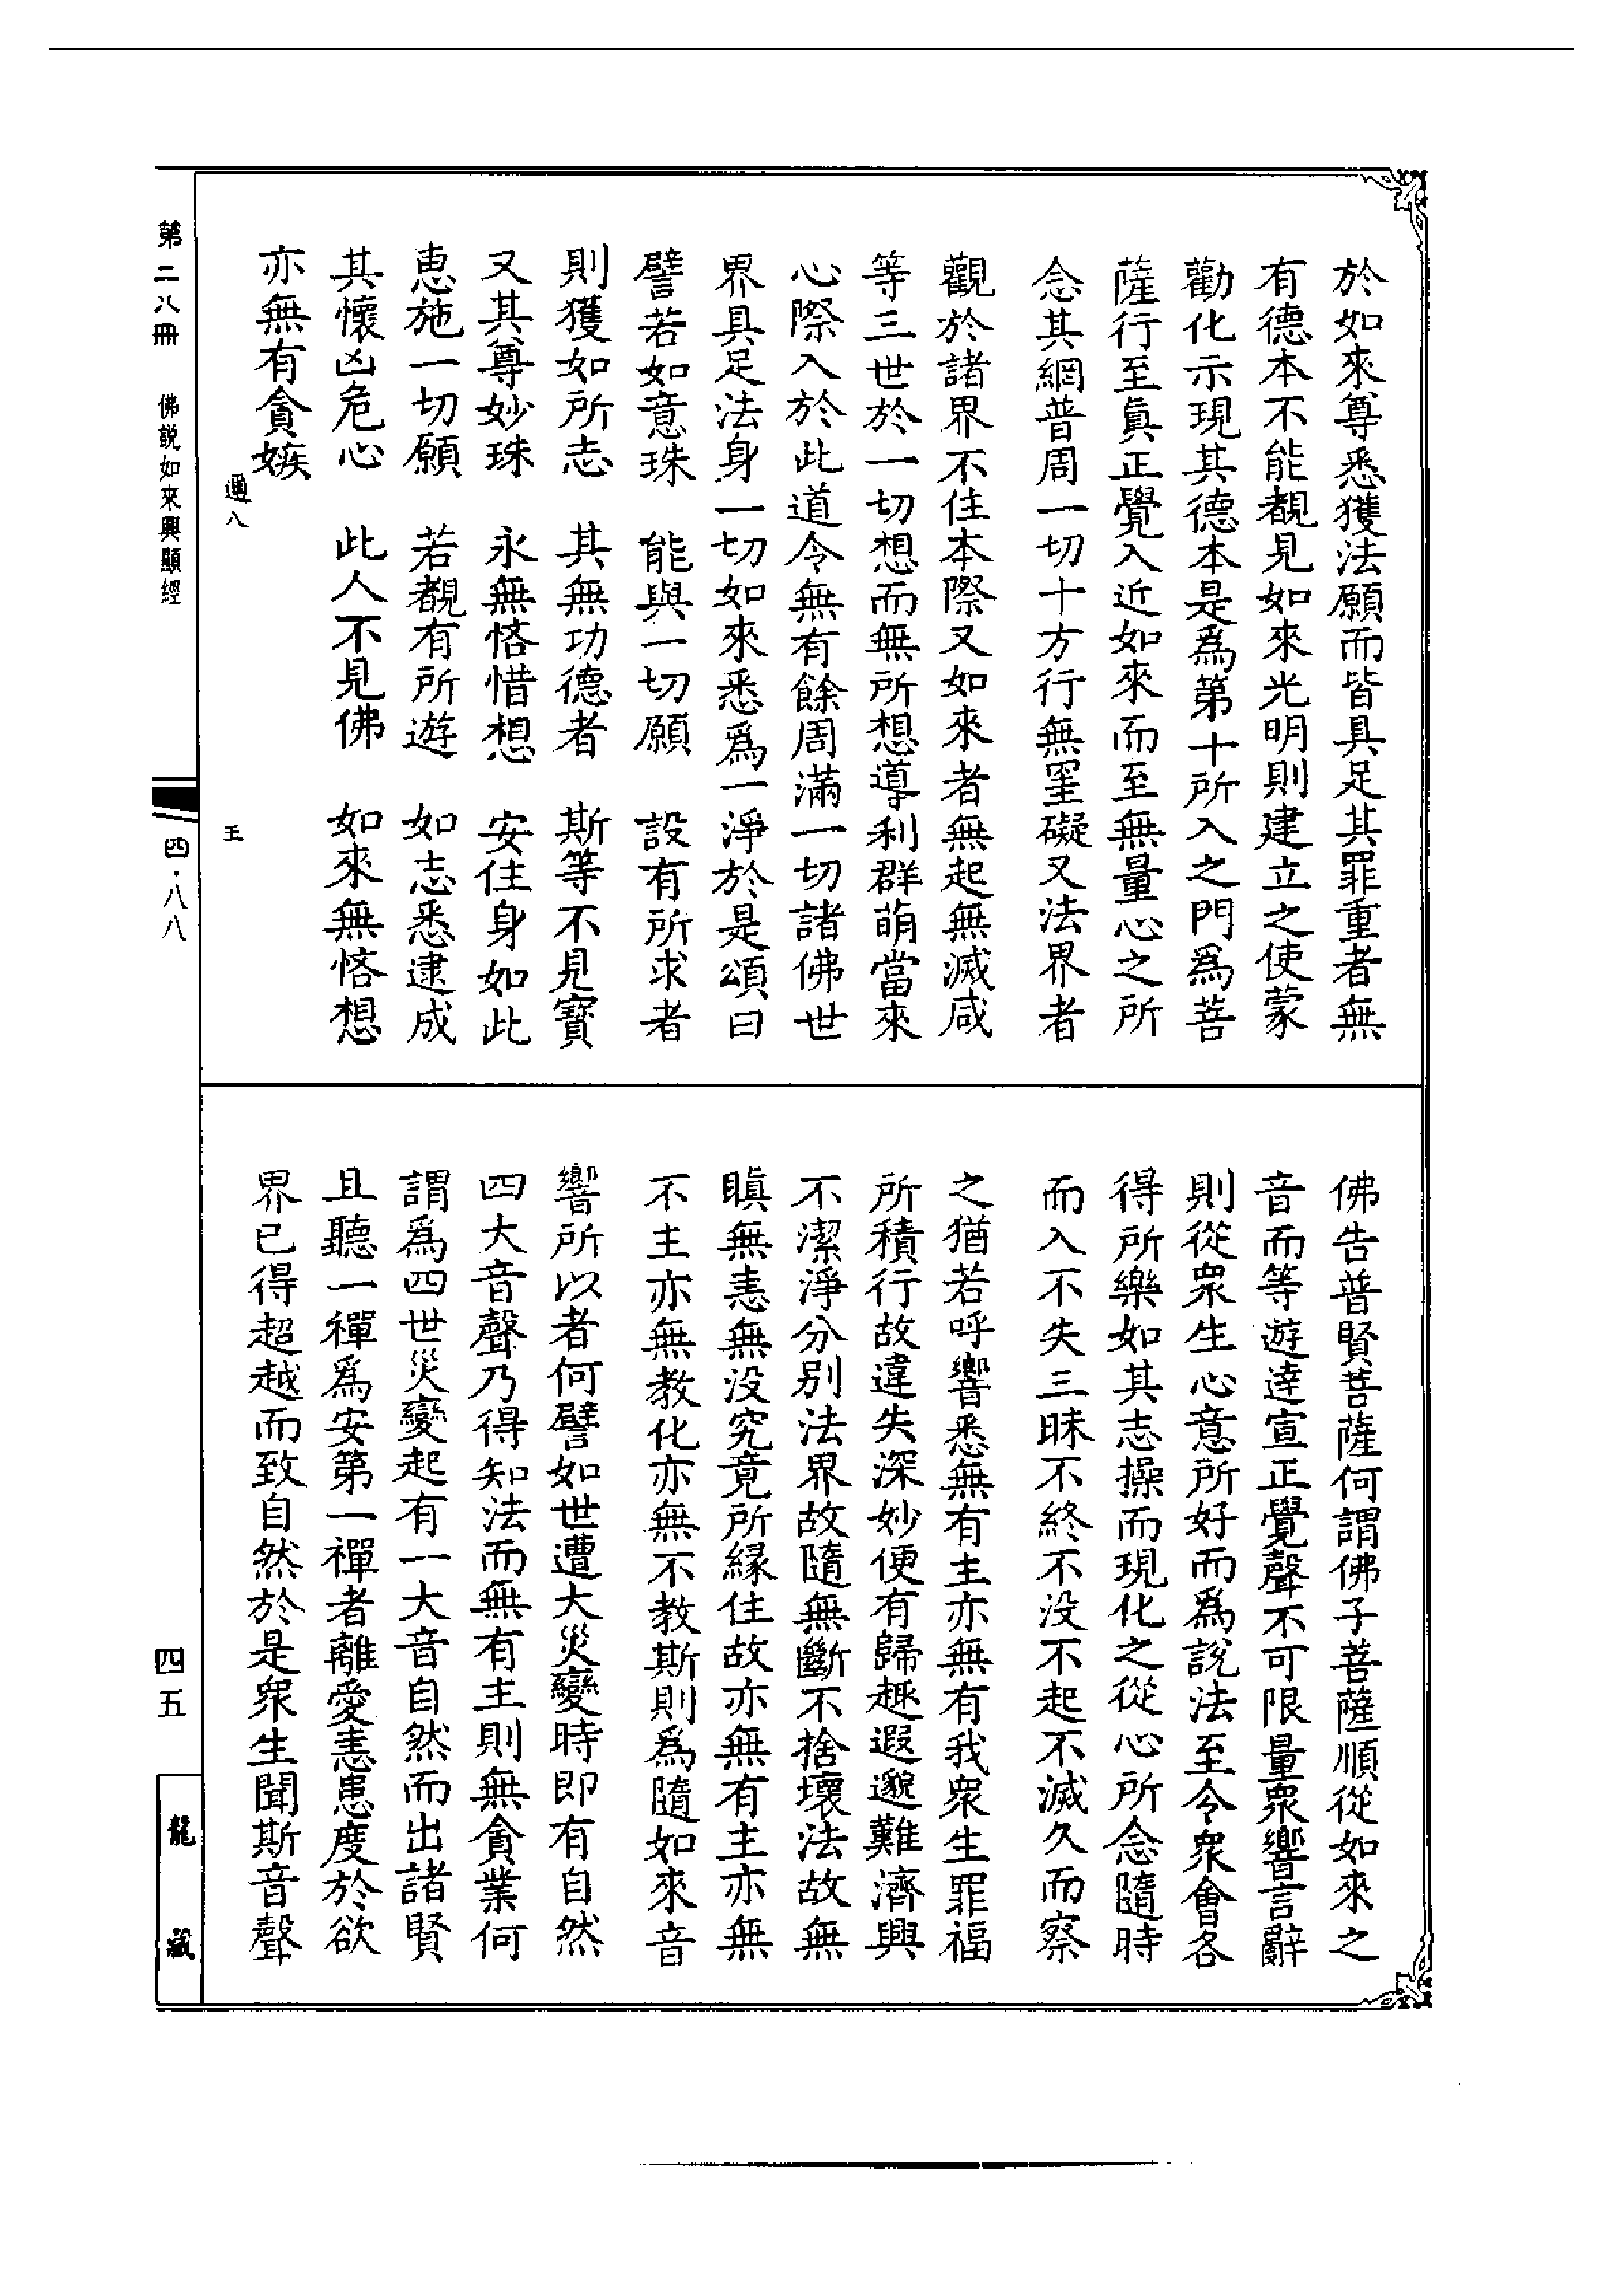 於如來尊悉獲法願而皆具足其罪重者無
有德本不能覩見如來光明則建立之使蒙
勸化示現其德本是爲第十所入之門爲菩
薩行至眞正覺入近如來而至無量心之所
念其網普周一切十方行無罣礙又法界者
觀於諸界不住本際又如來者無起無滅咸
等三世於一切想而無所想導利群萌當來
心際入於此道令無有餘周滿一切諸佛世
界具足法身一切如來悉爲一淨於是頌曰
譬若如意珠　能與一切願　設有所求者
則獲如所志　其無功德者　斯等不見寶
又其尊妙珠　永無悋惜想　安住身如此
恵施一切願　若覩有所遊　如志悉逮成
其懷凶危心　此人不見佛　如來無悋想
亦無有貪嫉
通八
五
佛告普賢菩薩何謂佛子菩薩順從如來之
音而等遊達宣正覺聲不可限量衆響言辭
則從衆生心意所好而爲說法至令衆會各
得所樂如其志操而現化之從心所念隨時
而入不失三昧不終不没不起不滅久而察
之猶若呼響悉無有主亦無有我衆生罪福
所積行故違失深妙便有歸趣遐邈難濟興
不潔淨分別法界故隨無斷不捨壞法故無
瞋無恚無没究竟所縁住故亦無有主亦無
不主亦無教化亦無不教斯則爲隨如來音
響所以者何譬如世遭大災變時即有自然
四大音聲乃得知法而無有主則無貪業何
謂爲四世災變起有一大音自然而出諸賢
且聽一禪爲安第一禪者離愛恚患度於欲
界已得超越而致自然於是衆生聞斯音聲
第二八冊　佛説如來興顯經
四·八八
四五
龍藏